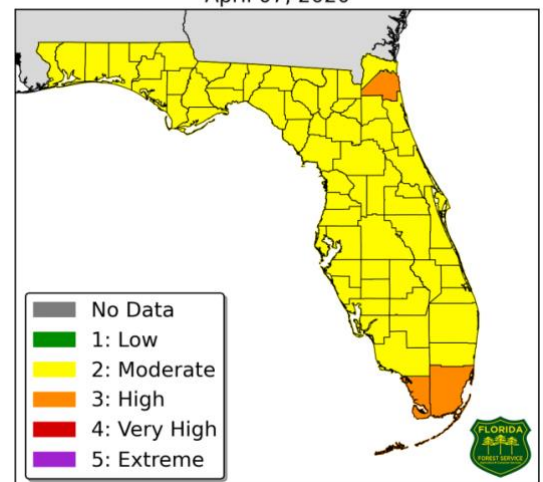 April 07,
No Data
1: Low
2: Moderate
3: High
4: Very High
5: Extreme
FLORIDA
FOREST SERVICE